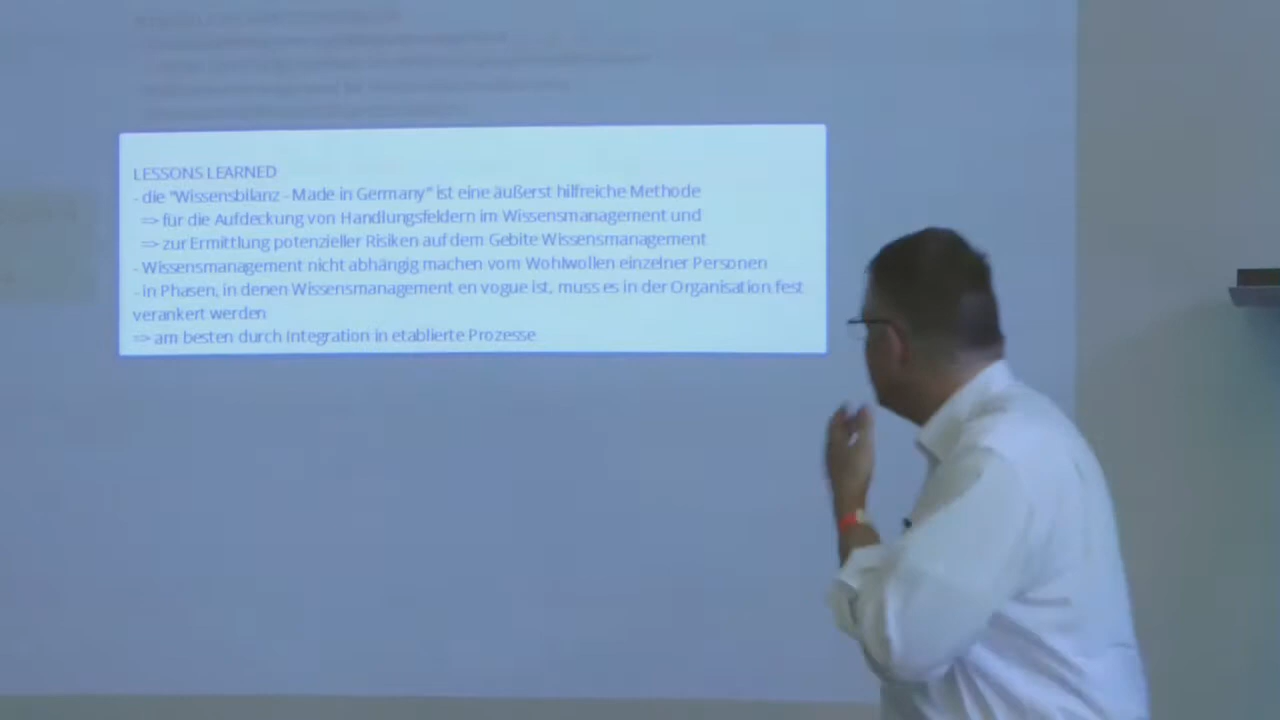 LESSONS LEARNED
- die "Wissensbilanz - Made in Germany" ist eine äußerst hilfreiche Methode
=> für die Aufdeckung von Handlungsfeldern im Wissensmanagement und
=> zur Ermittlung potenzieller Risiken auf dem Gebite Wissensmanagement
- Wissensmanagement nicht abhängig machen vom Wohlwollen einzelner Personen
- in Phasen, in denen Wissensmanagement en vogue ist, muss es in der Organisation fest
verankert werden
=> am besten durch Integration in etablierte Prozesse